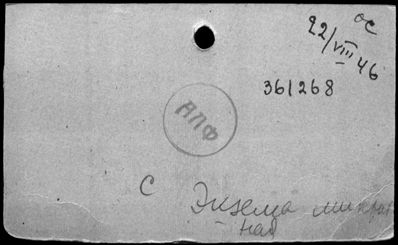 ОС
22/VIII 46
361268
АПФ
С Экзема микроб
ная